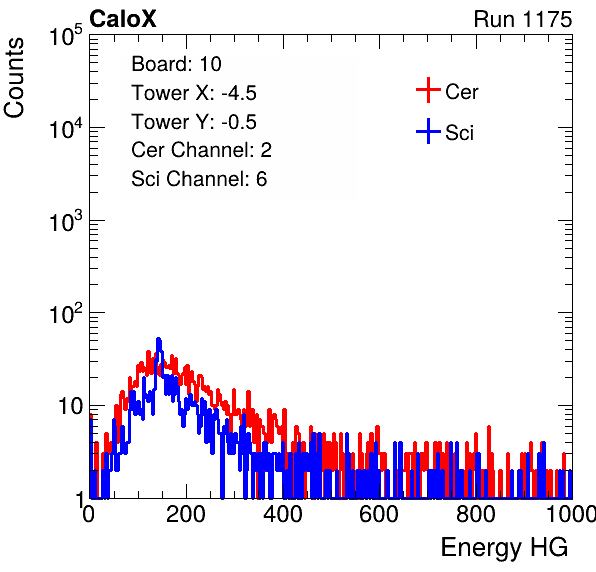 CaloX Run 1175
Counts
10^5
10^4
10^3
10^2
10
1
Board: 10
Tower X: -4.5
Tower Y: -0.5
Cer Channel: 2
Sci Channel: 6
Cer
Sci
0 200 400 600 800 1000
Energy HG